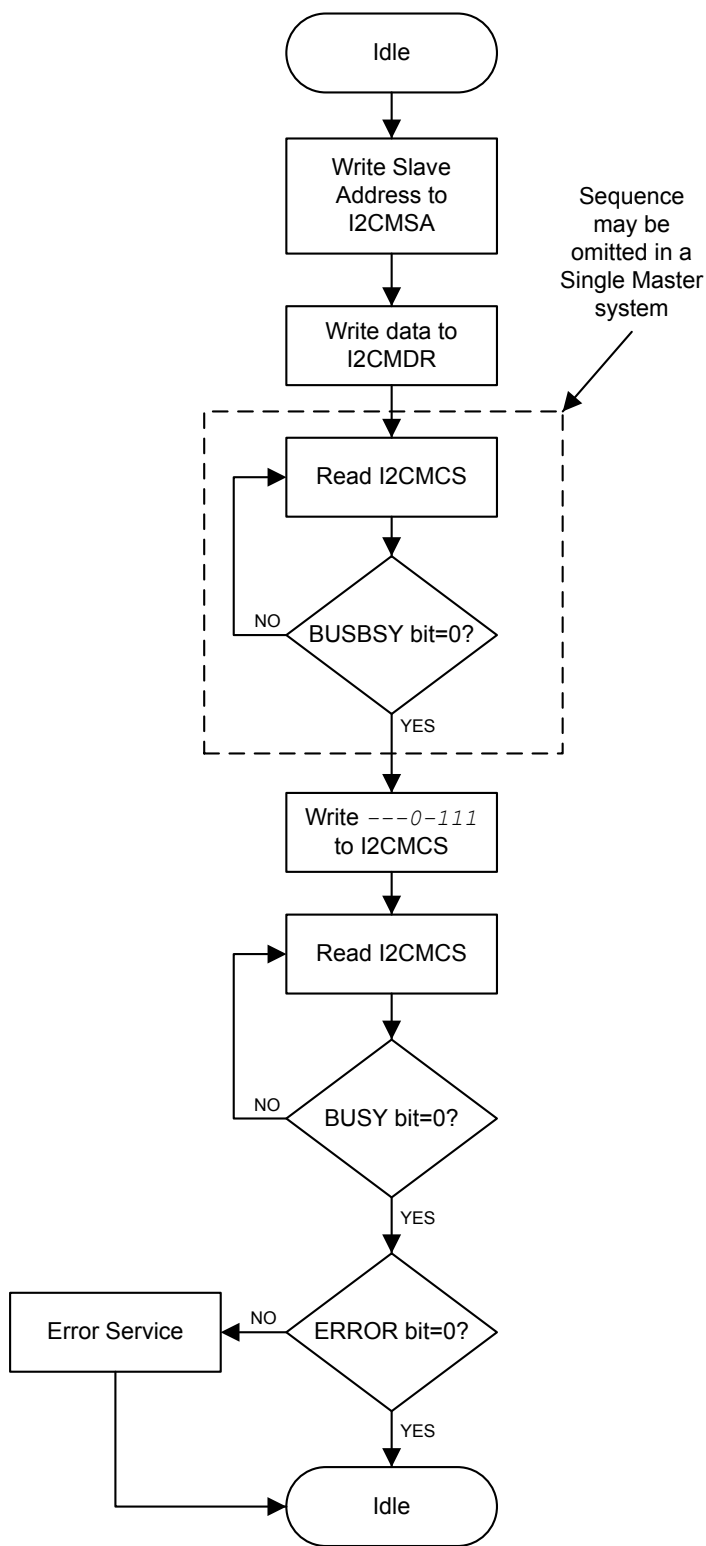 Idle
Write Slave
Address to
I2CMSA
Sequence
may be
omitted in a
Single Master
system
Write data to
I2CMDR
Read I2CMCS
NO
BUSBSY bit=0?
YES
Write ---0-111
to I2CMCS
Read I2CMCS
NO
BUSY bit=0?
YES
Error Service
NO
ERROR bit=0?
YES
Idle